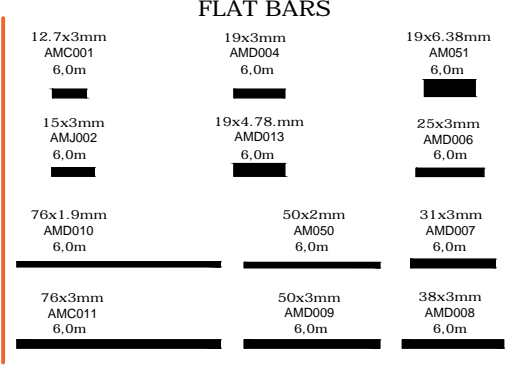 FLAT BARS
12.7x3mm
AMC001
6,0m
19x3mm
AMD004
6,0m
19x6.38mm
AM051
6,0m
15x3mm
AMJ002
6,0m
19x4.78.mm
AMD013
6,0m
25x3mm
AMD006
6,0m
76x1.9mm
AMD010
6,0m
50x2mm
AM050
6,0m
31x3mm
AMD007
6,0m
76x3mm
AMC011
6,0m
50x3mm
AMD009
6,0m
38x3mm
AMD008
6,0m